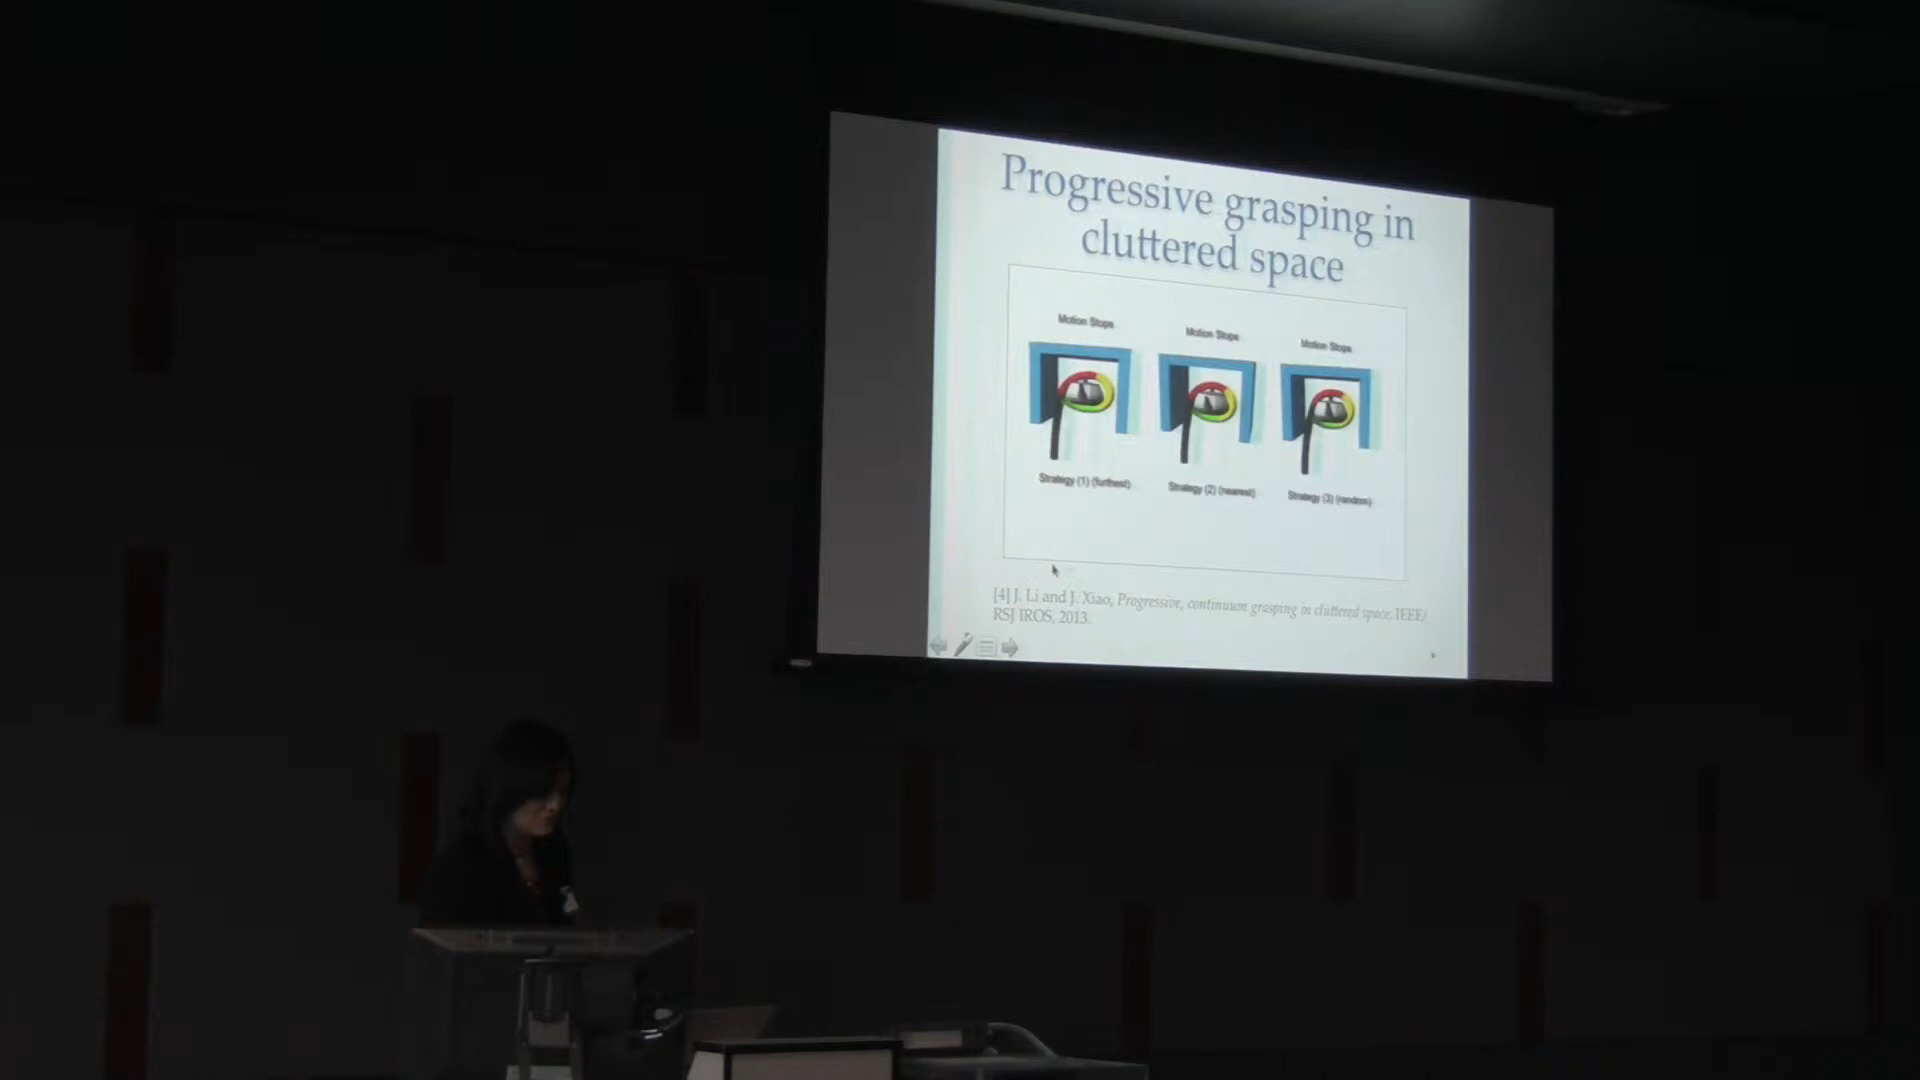 Progressive grasping in
cluttered space
Motion Stops
Motion Stops
Motion Stops
Strategy (1) (furthest)
Strategy (2) (nearest)
Strategy (3) (random)
[4] J. Li and J. Xiao, Progressive, continuum grasping in cluttered space, IEEE/
RSJ IROS, 2013.